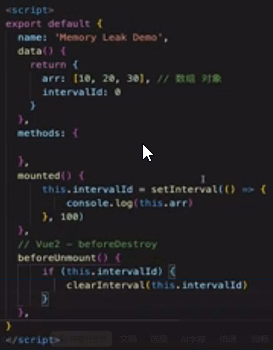 <script>
export default {
name: 'Memory Leak Demo',
data() {
return {
arr: [10, 20, 30], // 数组 对象
intervalId: 0
}
},
methods: {
},
mounted() {
this.intervalId = setInterval(() => {
console.log(this.arr)
}, 100)
},
// Vue2 - beforeDestroy
beforeUnmount() {
if (this.intervalId) {
clearInterval(this.intervalId)
}
},
}
</script>